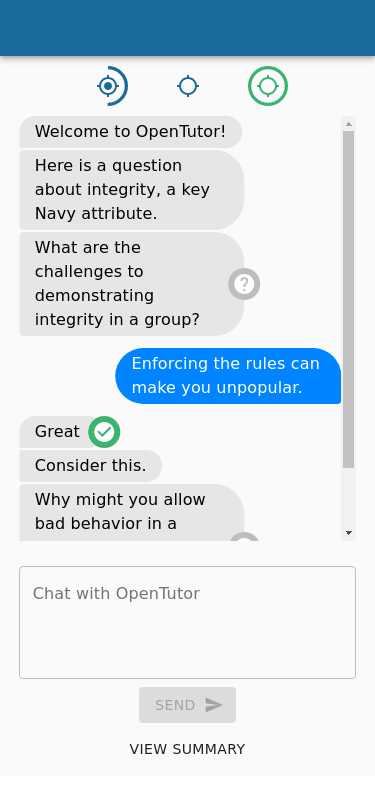 Welcome to OpenTutor!
Here is a question
about integrity, a key
Navy attribute.
What are the
challenges to
demonstrating
integrity in a group?
?
Enforcing the rules can
make you unpopular.
Great
Consider this.
Why might you allow
bad behavior in a
Chat with OpenTutor
SEND
VIEW SUMMARY